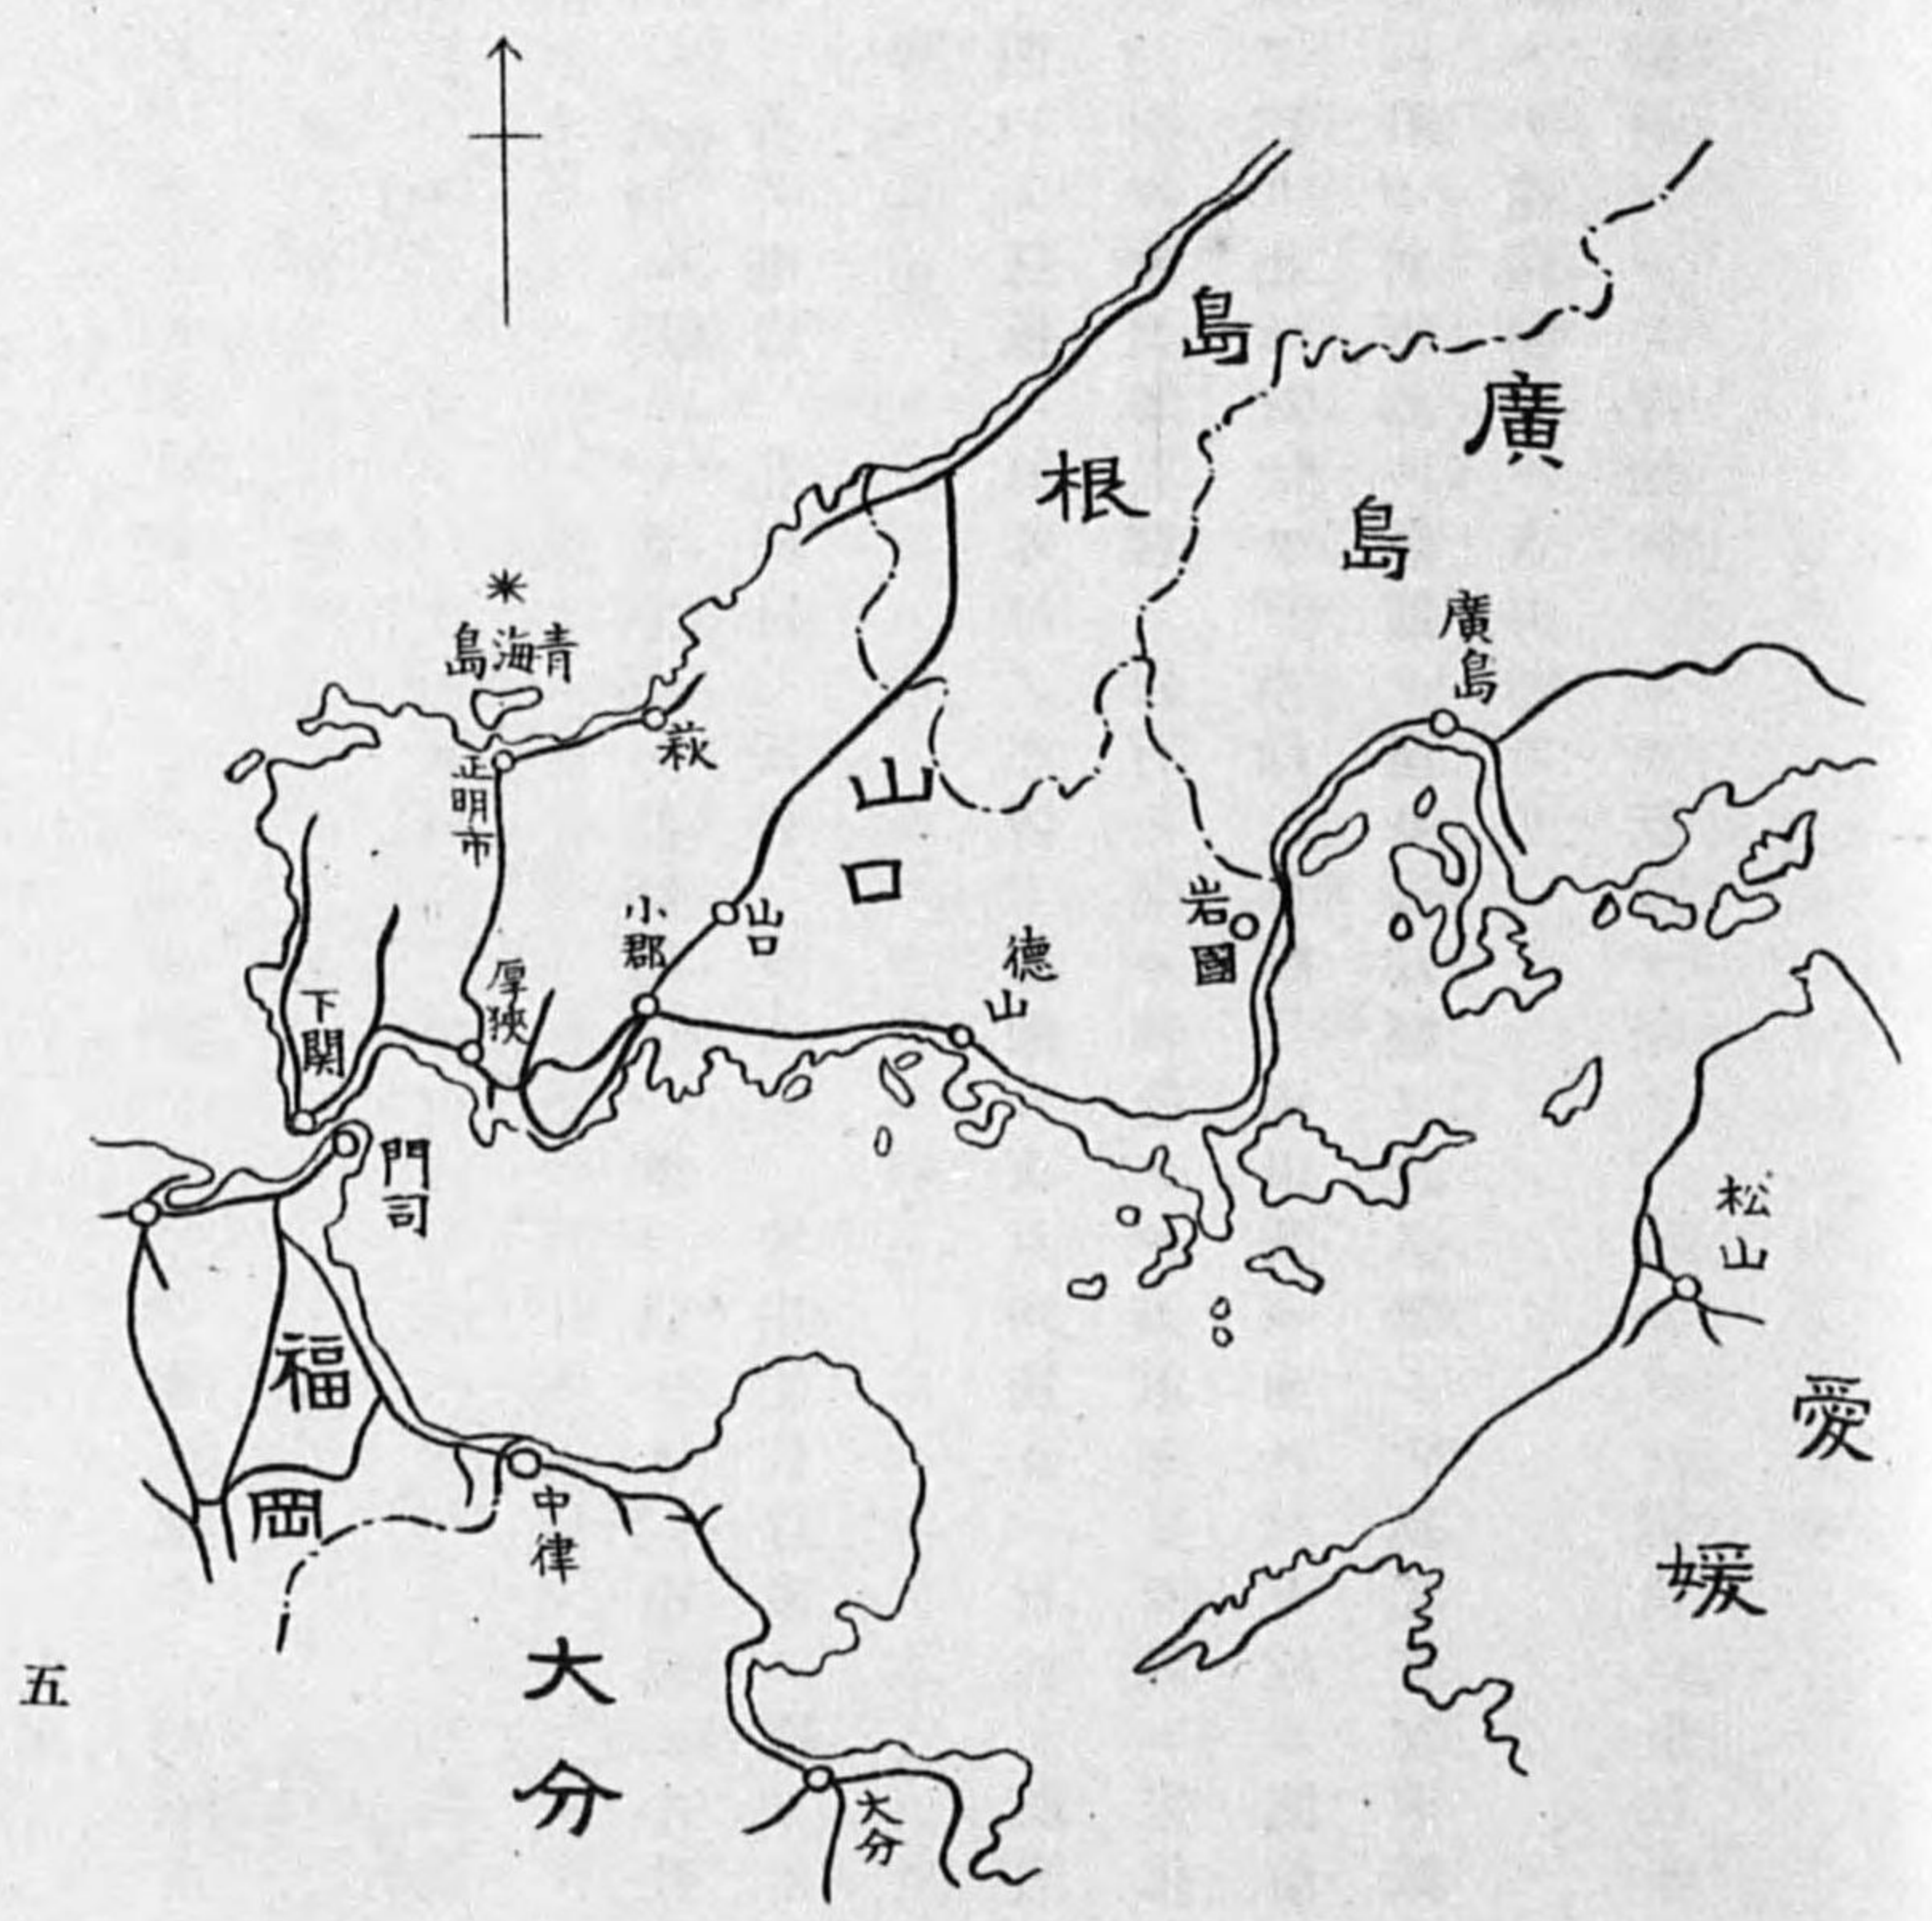 島根
廣島
廣島
島海青
萩
正明市
山口
山口
小郡
厚狹
德山
岩國
下関
門司
松山
愛媛
福岡
中律
大分
大分
五